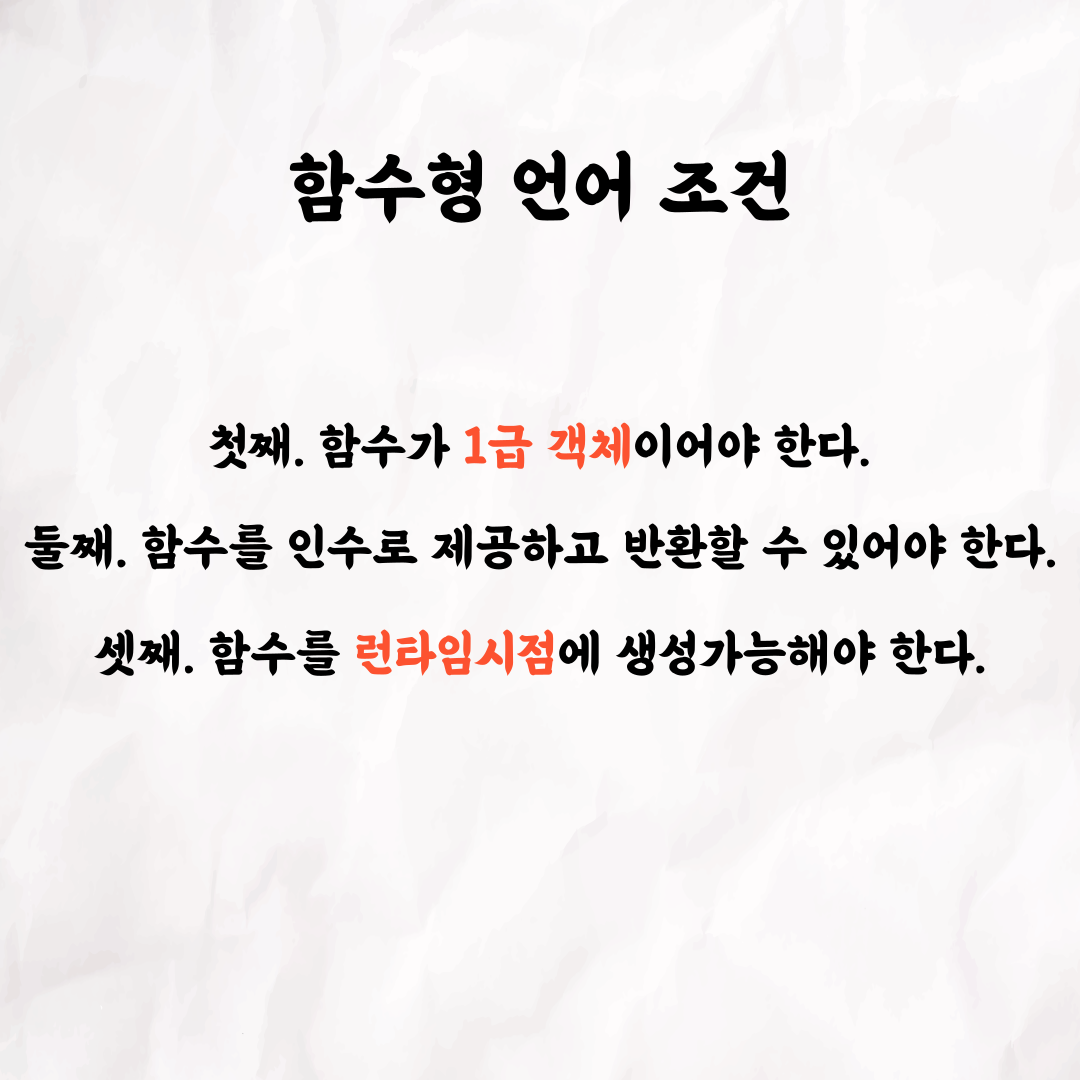 함수형 언어 조건
첫째. 함수가 1급 객체이어야 한다.
둘째. 함수를 인수로 제공하고 반환할 수 있어야 한다.
셋째. 함수를 런타임시점에 생성가능해야 한다.